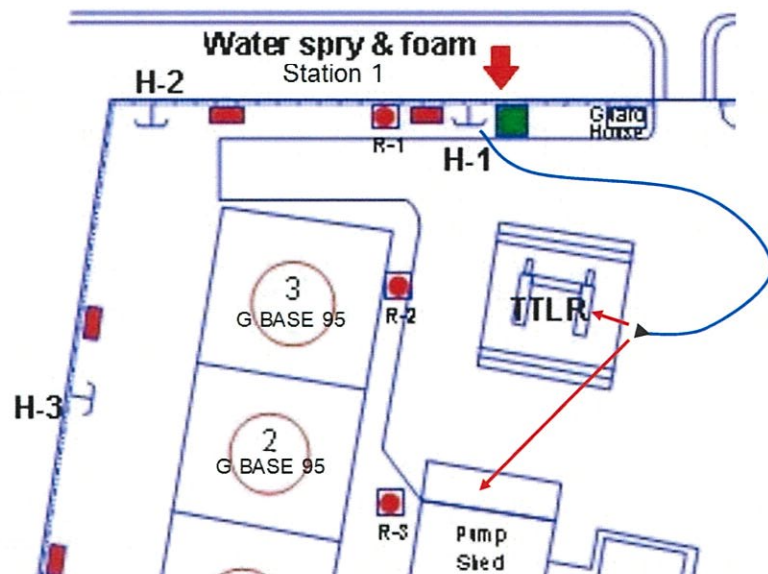 Water spry & foam
Station 1
H-2
R-1
H-1
Guard
House
3
G BASE 95
R-2
TTLR
H-3
2
G BASE 95
R-3
Pump
Shed